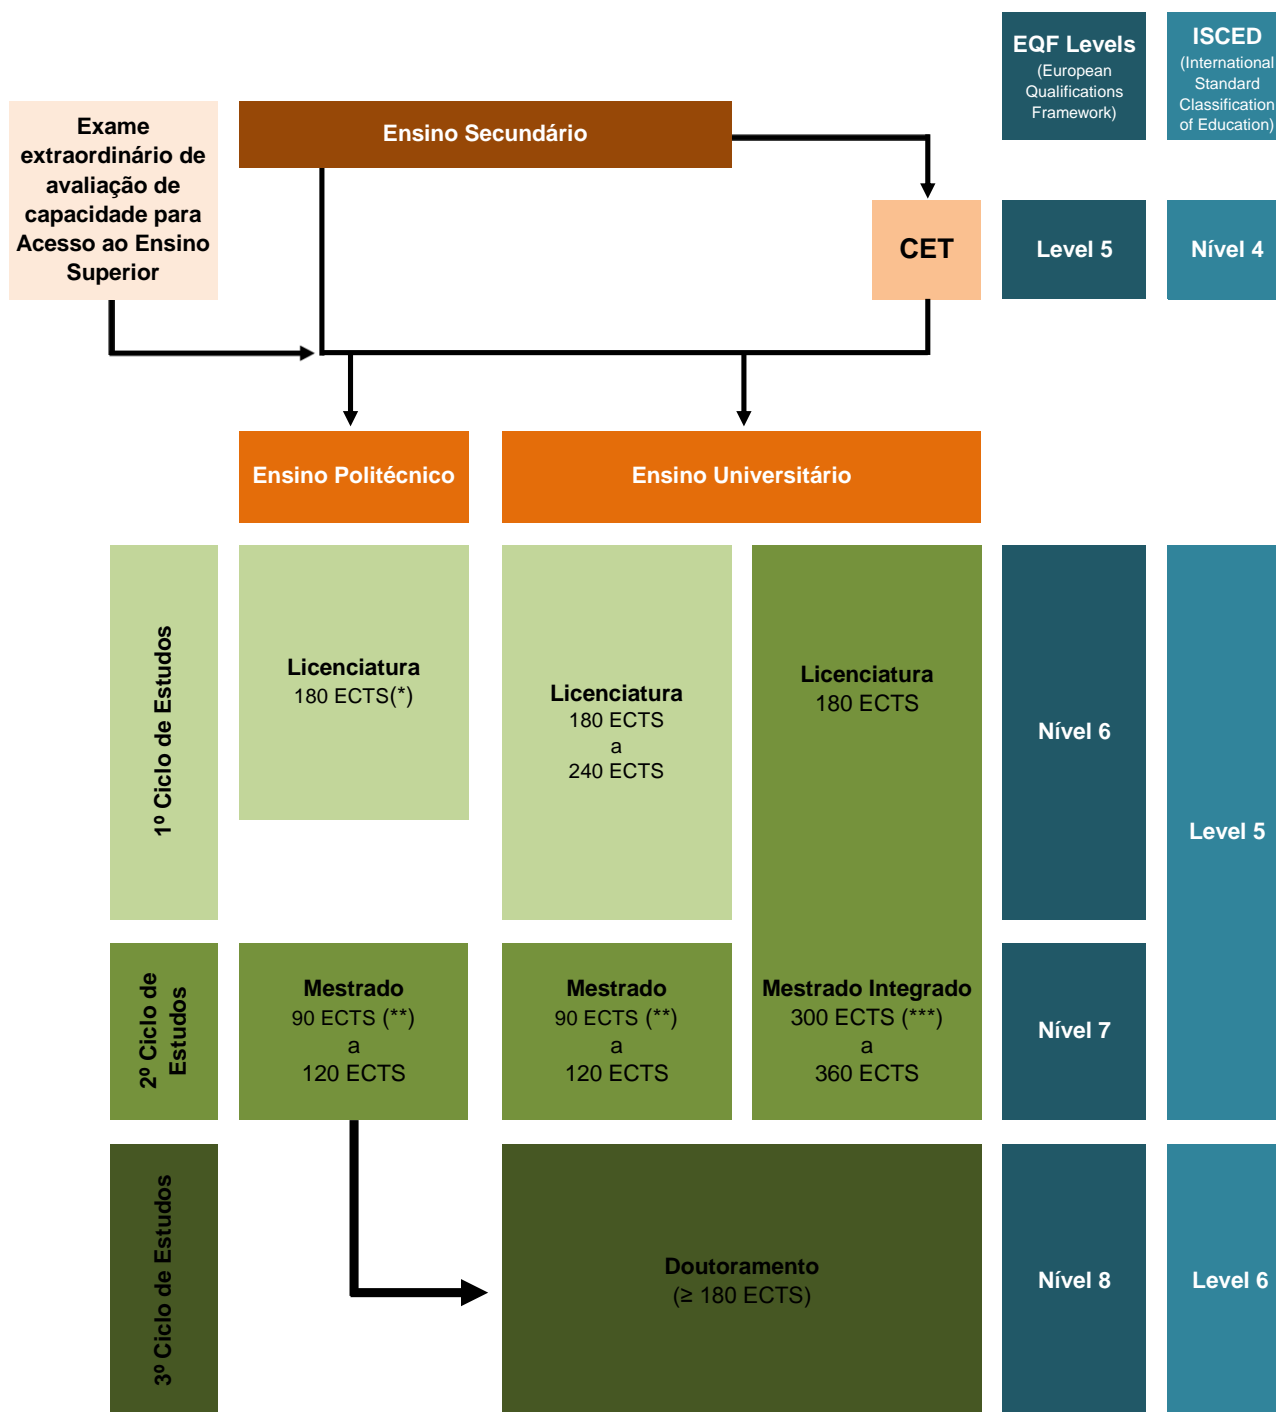 EQF Levels
(European
Qualifications
Framework)
ISCED
(International
Standard
Classification
of Education)
Exame
extraordinário de
avaliação de
capacidade para
Acesso ao Ensino
Superior
Ensino Secundário
CET
Level 5
Nível 4
Ensino Politécnico
Ensino Universitário
1º Ciclo de Estudos
Licenciatura
180 ECTS(*)
Licenciatura
180 ECTS
a
240 ECTS
Licenciatura
180 ECTS
Nível 6
Level 5
2º Ciclo de
Estudos
Mestrado
90 ECTS (**)
a
120 ECTS
Mestrado
90 ECTS (**)
a
120 ECTS
Mestrado Integrado
300 ECTS (***)
a
360 ECTS
Nível 7
3º Ciclo de Estudos
Doutoramento
(≥ 180 ECTS)
Nível 8
Level 6